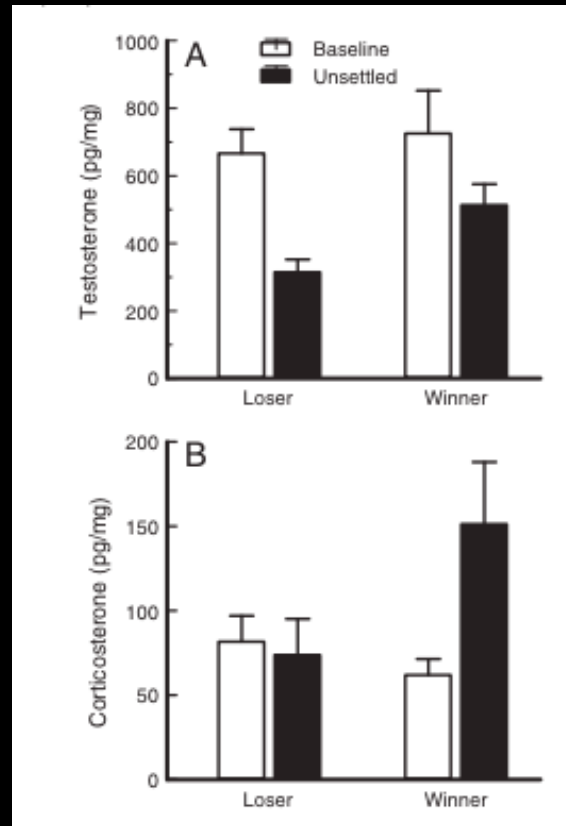 A
Baseline
Unsettled
Testosterone (pg/mg)
1000
800
600
400
200
0
Loser Winner
B
Corticosterone (pg/mg)
200
150
100
50
0
Loser Winner